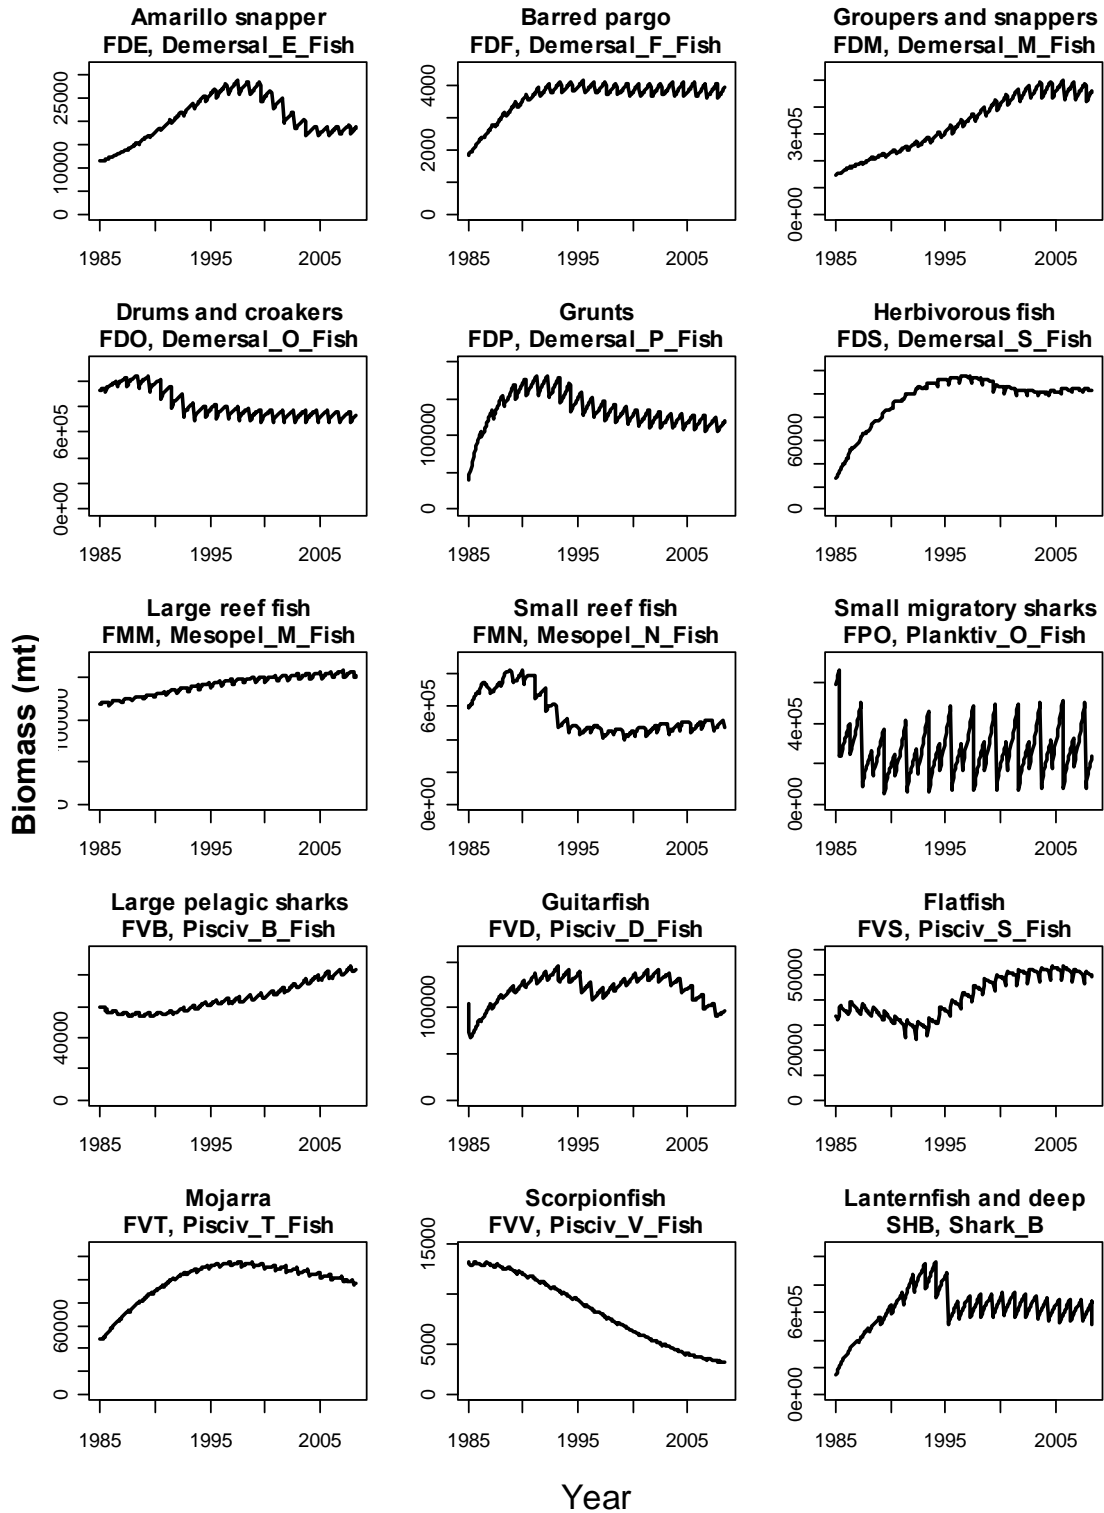 Amarillo snapper
FDE, Demersal_E_Fish
25000
10000
0
1985 1995 2005
Barred pargo
FDF, Demersal_F_Fish
4000
2000
0
1985 1995 2005
Groupers and snappers
FDM, Demersal_M_Fish
3e+05
0e+00
1985 1995 2005
Drums and croakers
FDO, Demersal_O_Fish
6e+05
0e+00
1985 1995 2005
Grunts
FDP, Demersal_P_Fish
100000
0
1985 1995 2005
Herbivorous fish
FDS, Demersal_S_Fish
60000
0
1985 1995 2005
Biomass (mt)
Large reef fish
FMM, Mesopel_M_Fish
1985 1995 2005
Small reef fish
FMN, Mesopel_N_Fish
6e+05
0e+00
1985 1995 2005
Small migratory sharks
FPO, Planktiv_O_Fish
4e+05
0e+00
1985 1995 2005
Large pelagic sharks
FVB, Pisciv_B_Fish
40000
0
1985 1995 2005
Guitarfish
FVD, Pisciv_D_Fish
100000
0
1985 1995 2005
Flatfish
FVS, Pisciv_S_Fish
50000
20000
0
1985 1995 2005
Mojarra
FVT, Pisciv_T_Fish
60000
0
1985 1995 2005
Scorpionfish
FVV, Pisciv_V_Fish
15000
5000
0
1985 1995 2005
Lanternfish and deep
SHB, Shark_B
6e+05
0e+00
1985 1995 2005
Year